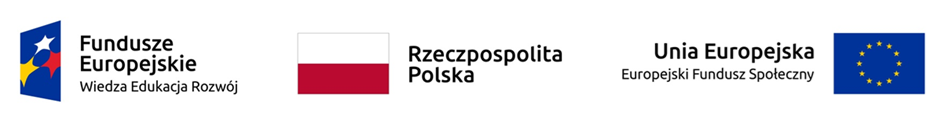 Fundusze
Europejskie
Wiedza Edukacja Rozwój
Rzeczpospolita
Polska
Unia Europejska
Europejski Fundusz Społeczny